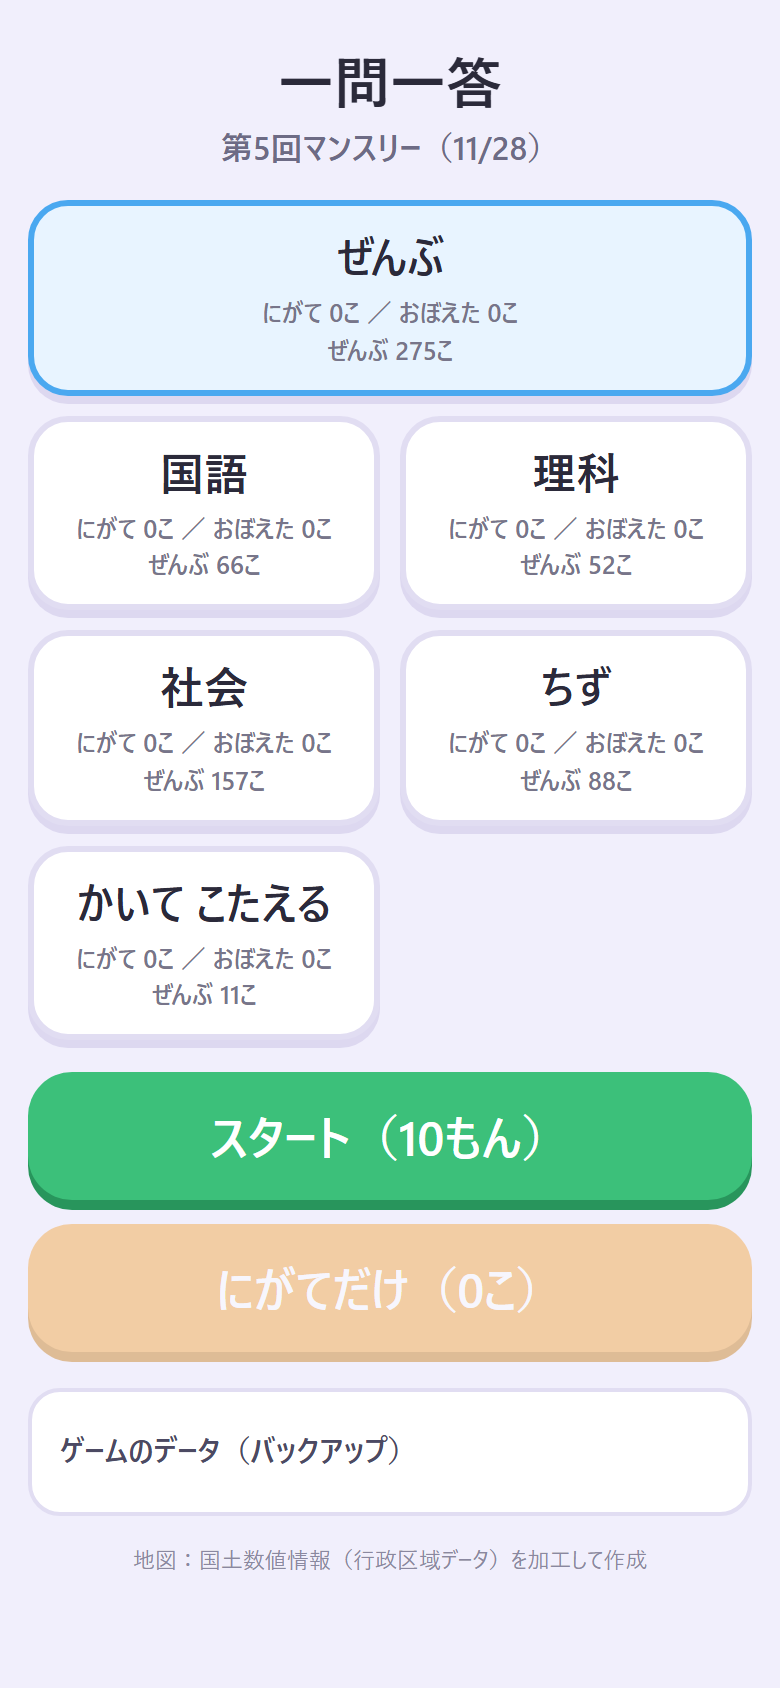 一問一答
第5回マンスリー（11/28）
ぜんぶ
にがて 0こ ／ おぼえた 0こ
ぜんぶ 275こ
国語
にがて 0こ ／ おぼえた 0こ
ぜんぶ 66こ
理科
にがて 0こ ／ おぼえた 0こ
ぜんぶ 52こ
社会
にがて 0こ ／ おぼえた 0こ
ぜんぶ 157こ
ちず
にがて 0こ ／ おぼえた 0こ
ぜんぶ 88こ
かいて こたえる
にがて 0こ ／ おぼえた 0こ
ぜんぶ 11こ
スタート（10もん）
にがてだけ（0こ）
ゲームのデータ（バックアップ）
地図：国土数値情報（行政区域データ）を加工して作成